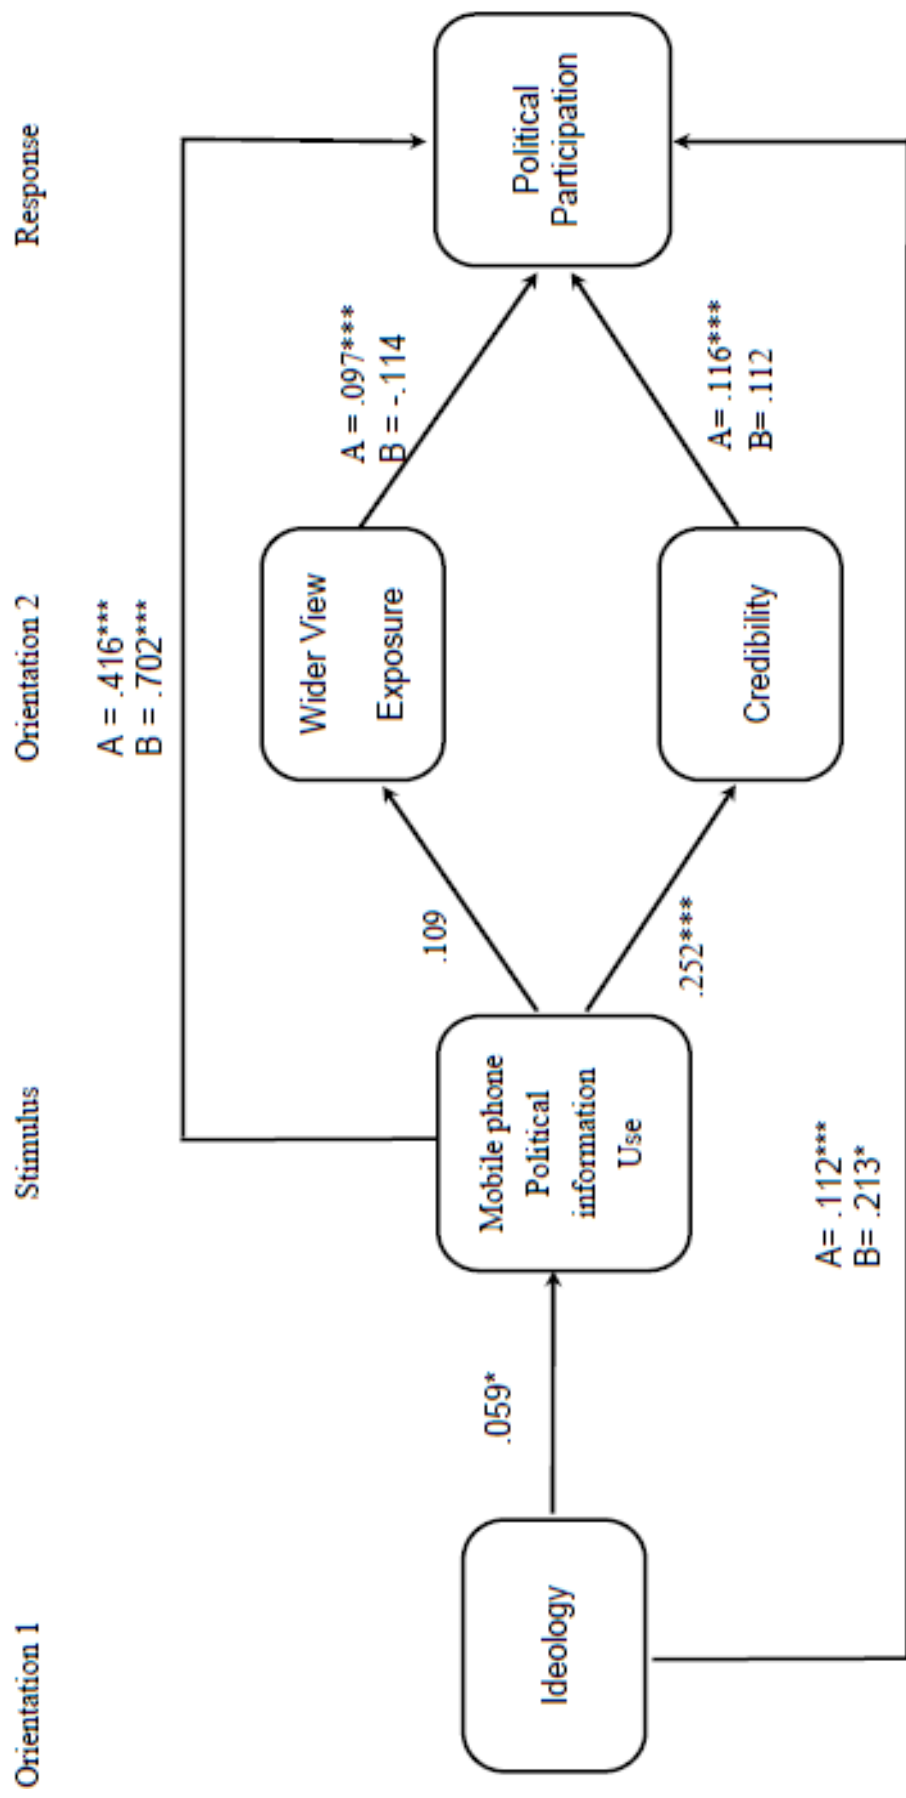 Orientation 1
Stimulus
Orientation 2
Response
A = .416***
B = .702***
Wider View
Exposure
A = .097***
B = -.114
.109
Political
Participation
Mobile phone
Political
information
Use
.059*
Ideology
.252***
Credibility
A= .116***
B= .112
A= .112***
B= .213*